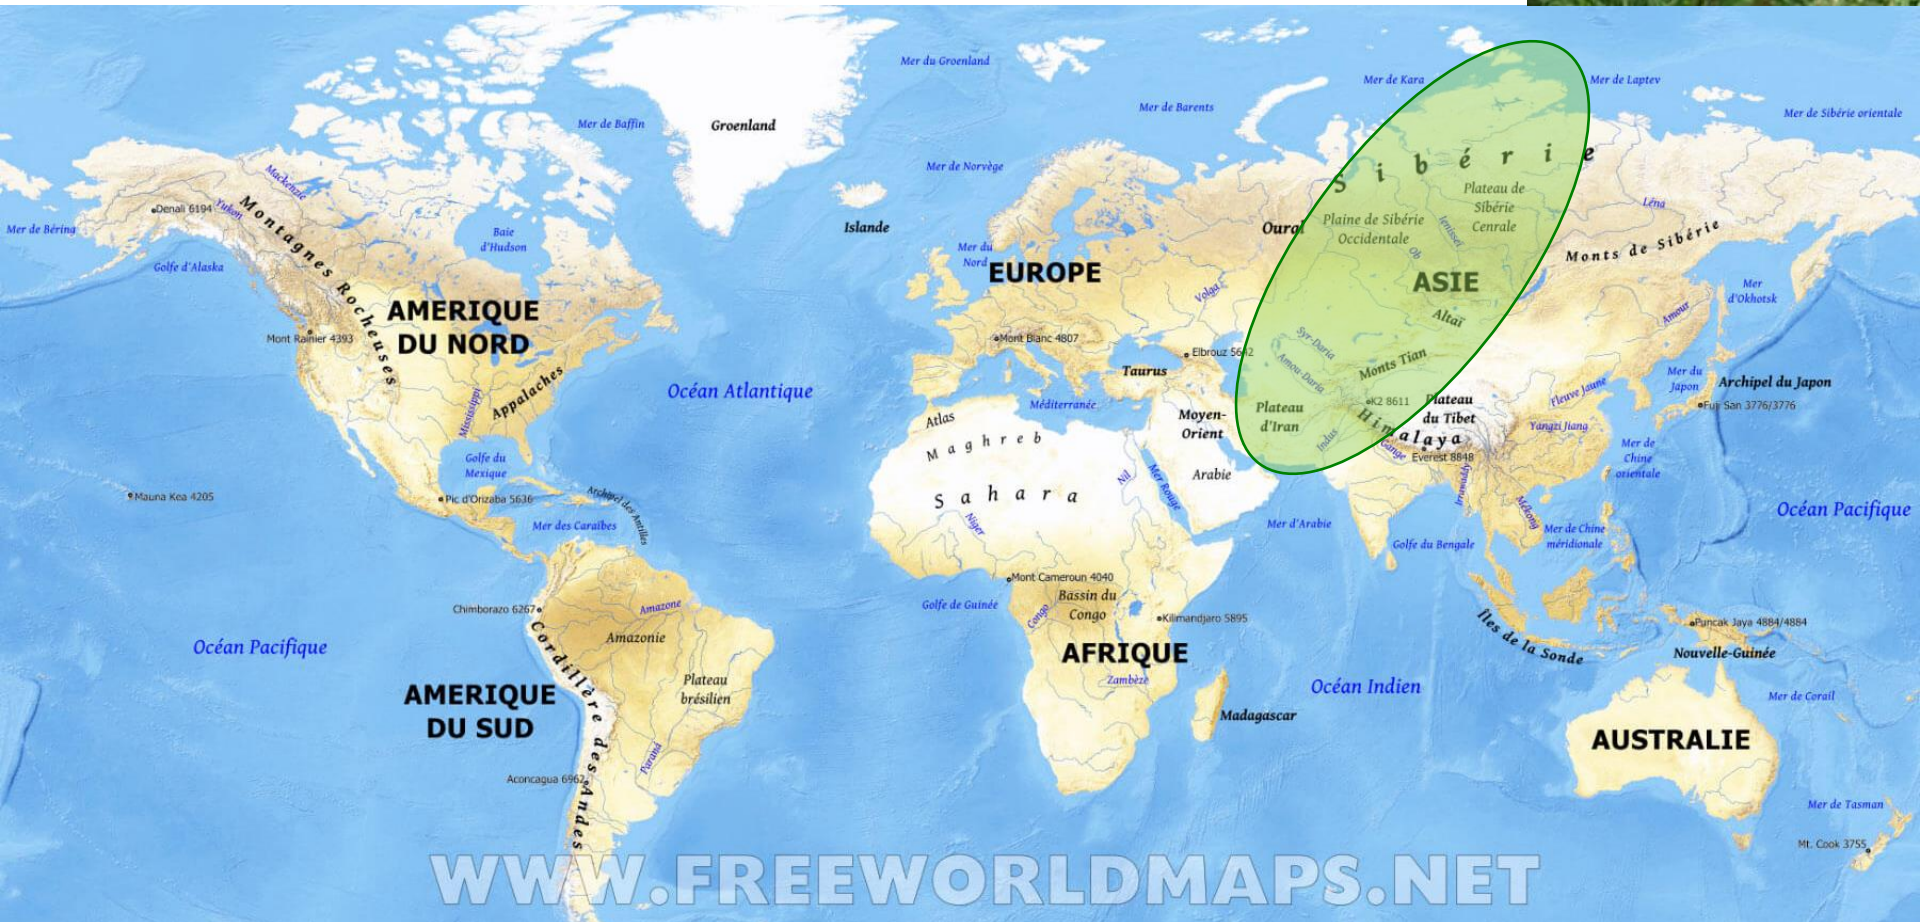 Mer du Groenland
Mer de Kara
Mer de Laptev
Mer de Barents
Mer de Sibérie orientale
Mer de Baffin
Groenland
Mer de Norvège
S i b é r i e
Mackenzie
Denali 6194
Yukon
Montagnes Rocheuses
Plateau de
Sibérie
Cenrale
Léna
Mer de Béring
Baie
d'Hudson
Islande
Oural
Plaine de Sibérie
Occidentale
Ienisseï
Ob
Monts de Sibérie
Golfe d'Alaska
Mer du
Nord
EUROPE
ASIE
Volga
Mer
d'Okhotsk
AMERIQUE
DU NORD
Altaï
Amour
Mont Rainier 4393
Mont Blanc 4807
Elbrouz 5642
Syr-Daria
Amou-Daria
Monts Tian
Taurus
Appalaches
Mississippi
Océan Atlantique
Mer du
Japon
Archipel du Japon
Fleuve Jaune
Fuji San 3776/3776
Méditerranée
Atlas
Maghreb
Moyen-
Orient
Plateau
d'Iran
K2 8611
Plateau
du Tibet
Himalaya
Indus
Gange
Everest 8848
Yangzi Jiang
Mer de
Chine
orientale
Golfe du
Mexique
Arabie
Nil
Mer Rouge
Sahara
Niger
Irrawaddy
Mékong
Mauna Kea 4205
Pic d'Orizaba 5636
Archipel des Antilles
Mer des Caraïbes
Mer d'Arabie
Golfe du Bengale
Mer de Chine
méridionale
Océan Pacifique
Mont Cameroun 4040
Bassin du
Congo
Congo
Golfe de Guinée
Kilimandjaro 5895
Chimborazo 6267
Amazone
Amazonie
Cordillère des Andes
Océan Pacifique
Puncak Jaya 4884/4884
Îles de la Sonde
Nouvelle-Guinée
AFRIQUE
Zambèze
Océan Indien
AMERIQUE
DU SUD
Plateau
brésilien
Madagascar
Mer de Corail
AUSTRALIE
Paraná
Aconcagua 6962
Mer de Tasman
Mt. Cook 3755
WWW.FREEWORLDMAPS.NET